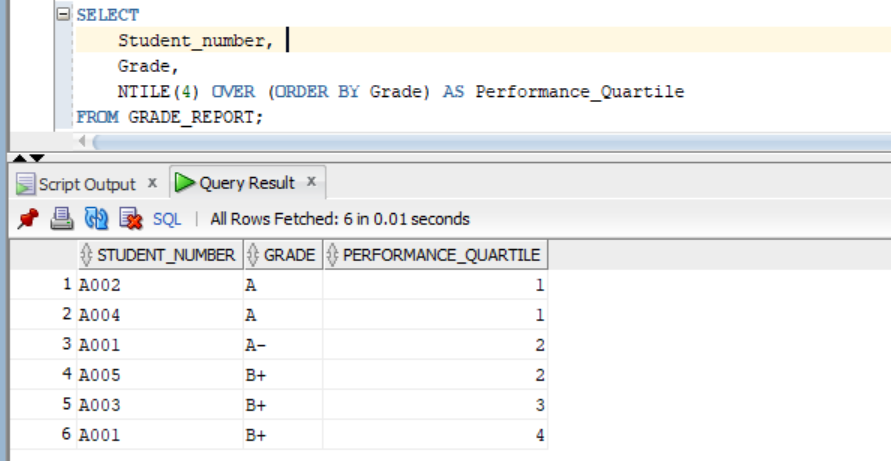 SELECT
Student_number,
Grade,
NTILE(4) OVER (ORDER BY Grade) AS Performance_Quartile
FROM GRADE_REPORT;
Script Output x Query Result x
SQL | All Rows Fetched: 6 in 0.01 seconds
STUDENT_NUMBER GRADE PERFORMANCE_QUARTILE
1 A002 A 1
2 A004 A 1
3 A001 A- 2
4 A005 B+ 2
5 A003 B+ 3
6 A001 B+ 4